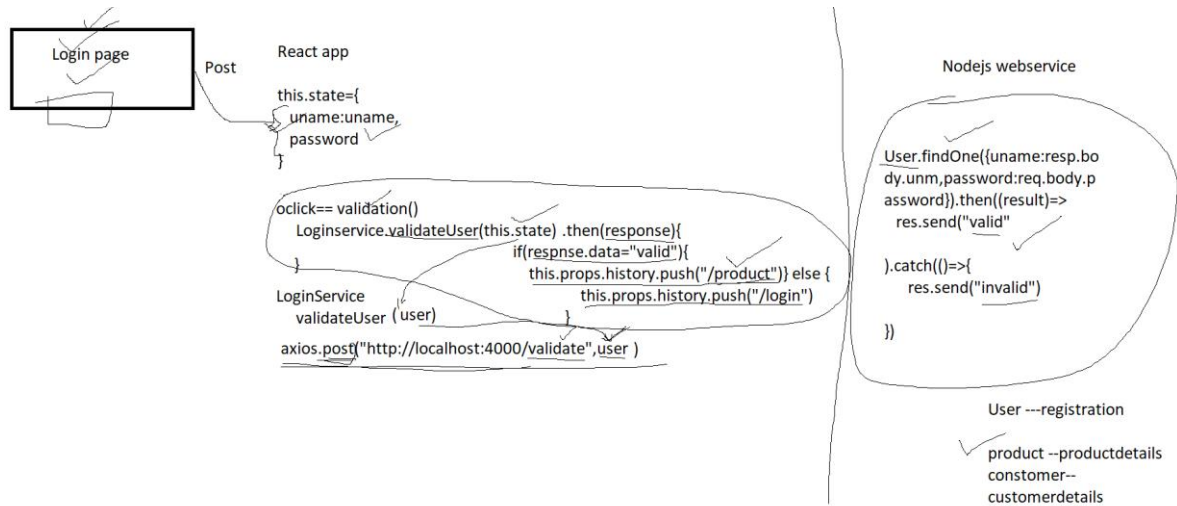 Login page
Post
React app
this.state={
uname:uname,
password
}
oclick== validation()
Loginservice.validateUser(this.state) .then(response){
if(respnse.data="valid"){
this.props.history.push("/product")} else {
this.props.history.push("/login")
}
}
LoginService
validateUser ( user)
axios.post("http://localhost:4000/validate",user )
Nodejs webservice
User.findOne({uname:resp.bo
dy.unm,password:req.body.p
assword}).then((result)=>
res.send("valid"
).catch(()=>{
res.send("invalid")
})
User ---registration
product --productdetails
constomer--
customerdetails